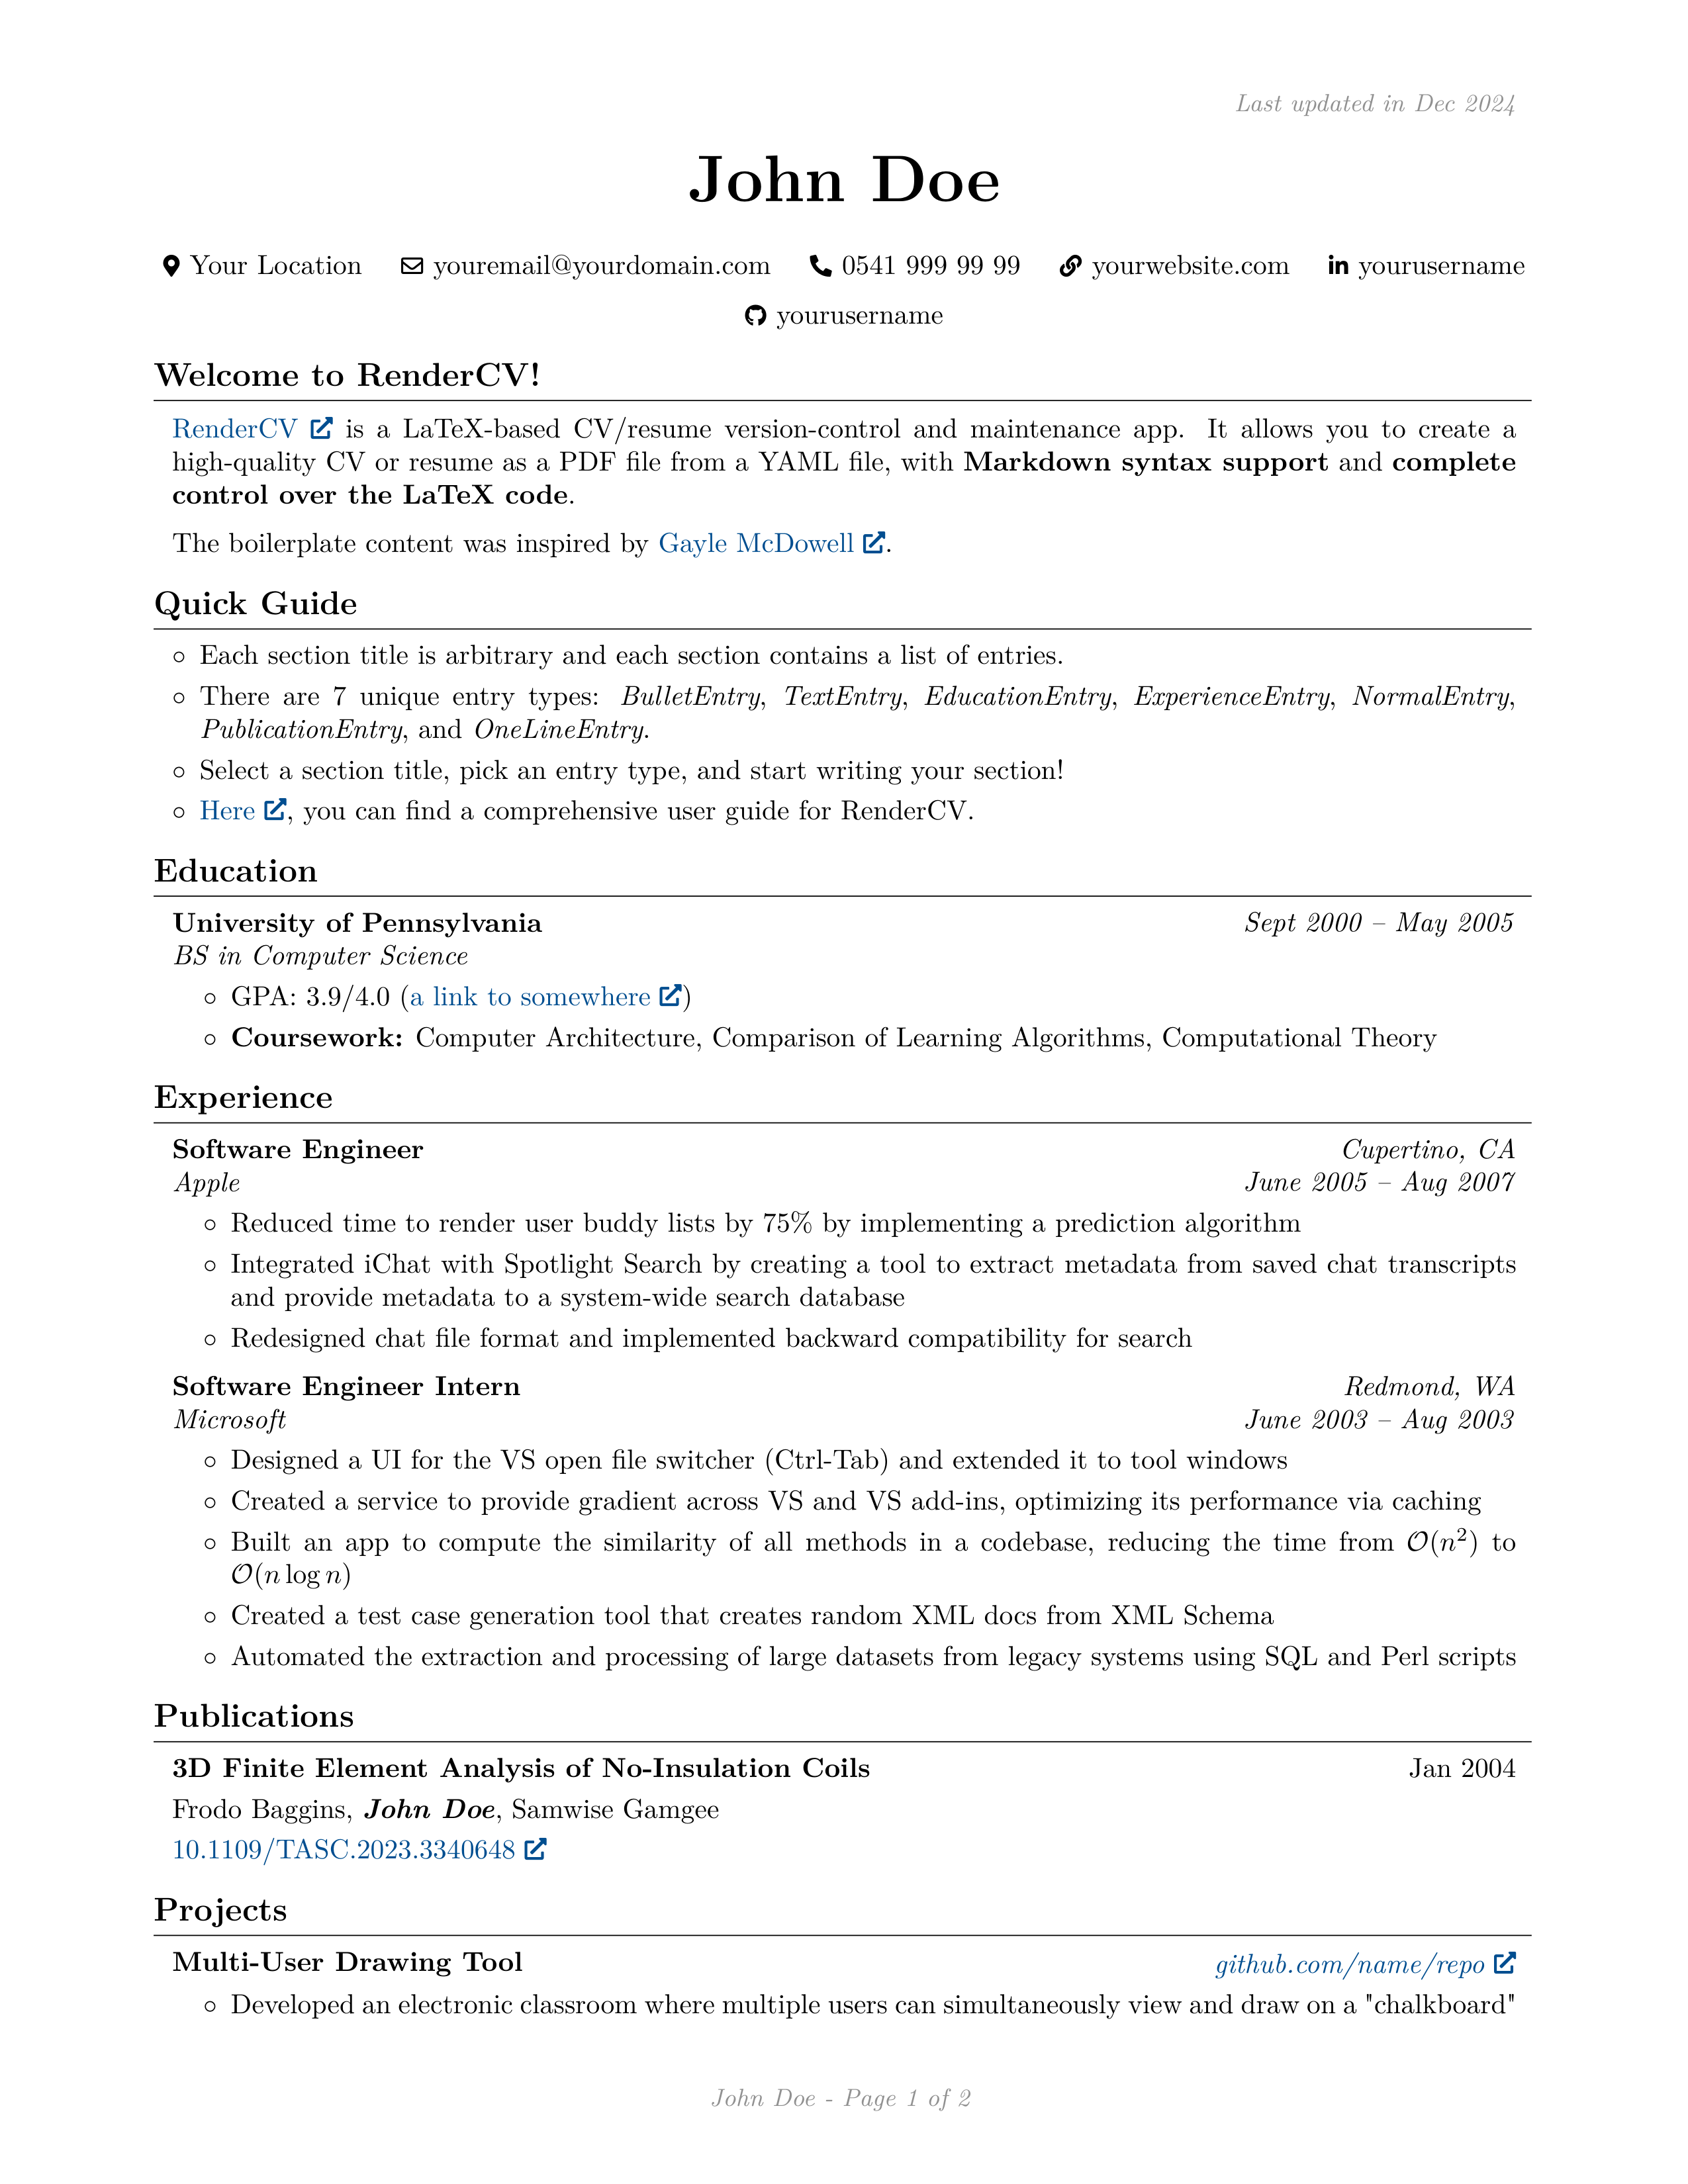 Last updated in Dec 2024
John Doe
Your Location youremail@yourdomain.com 0541 999 99 99 yourwebsite.com in yourusername
yourusername
Welcome to RenderCV!
RenderCV is a LaTeX-based CV/resume version-control and maintenance app. It allows you to create a
high-quality CV or resume as a PDF file from a YAML file, with Markdown syntax support and complete
control over the LaTeX code.
The boilerplate content was inspired by Gayle McDowell.
Quick Guide
◦ Each section title is arbitrary and each section contains a list of entries.
◦ There are 7 unique entry types: BulletEntry, TextEntry, EducationEntry, ExperienceEntry, NormalEntry,
PublicationEntry, and OneLineEntry.
◦ Select a section title, pick an entry type, and start writing your section!
◦ Here, you can find a comprehensive user guide for RenderCV.
Education
University of Pennsylvania Sept 2000 – May 2005
BS in Computer Science
◦ GPA: 3.9/4.0 (a link to somewhere)
◦ Coursework: Computer Architecture, Comparison of Learning Algorithms, Computational Theory
Experience
Software Engineer Cupertino, CA
Apple June 2005 – Aug 2007
◦ Reduced time to render user buddy lists by 75% by implementing a prediction algorithm
◦ Integrated iChat with Spotlight Search by creating a tool to extract metadata from saved chat transcripts
and provide metadata to a system-wide search database
◦ Redesigned chat file format and implemented backward compatibility for search
Software Engineer Intern Redmond, WA
Microsoft June 2003 – Aug 2003
◦ Designed a UI for the VS open file switcher (Ctrl-Tab) and extended it to tool windows
◦ Created a service to provide gradient across VS and VS add-ins, optimizing its performance via caching
◦ Built an app to compute the similarity of all methods in a codebase, reducing the time from 𝒪(n²) to
𝒪(n log n)
◦ Created a test case generation tool that creates random XML docs from XML Schema
◦ Automated the extraction and processing of large datasets from legacy systems using SQL and Perl scripts
Publications
3D Finite Element Analysis of No-Insulation Coils Jan 2004
Frodo Baggins, John Doe, Samwise Gamgee
10.1109/TASC.2023.3340648
Projects
Multi-User Drawing Tool github.com/name/repo
◦ Developed an electronic classroom where multiple users can simultaneously view and draw on a "chalkboard"
John Doe - Page 1 of 2